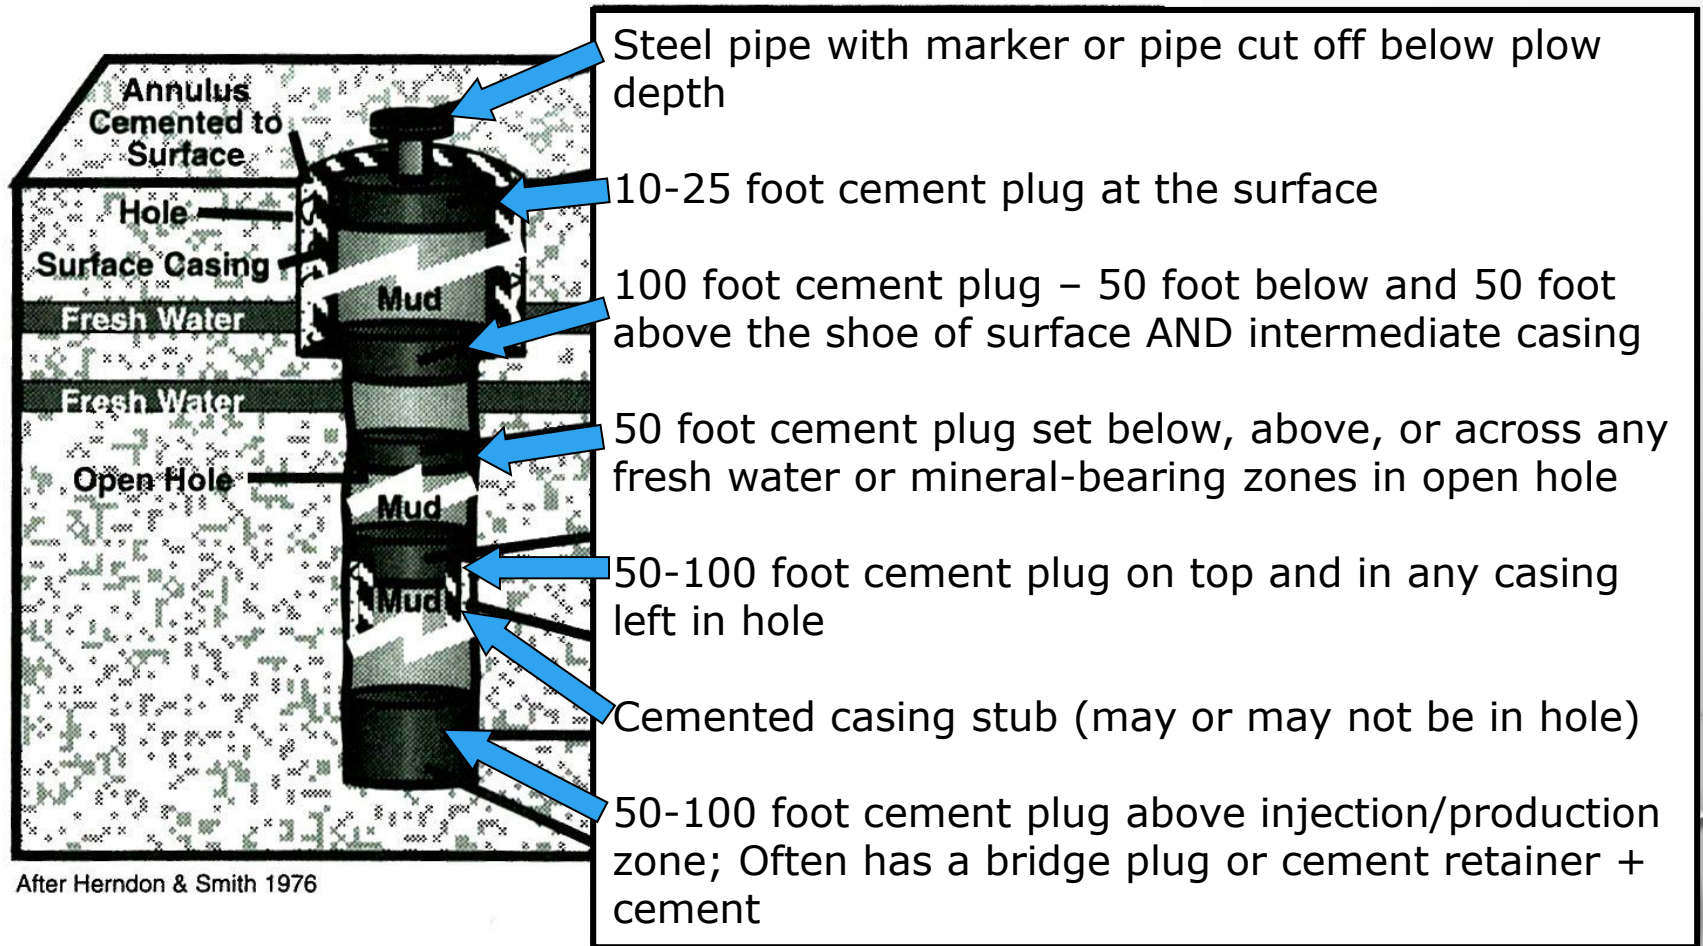 Annulus
Cemented to
Surface
Hole
Surface Casing
Mud
Fresh Water
Fresh Water
Open Hole
Mud
Mud
After Herndon & Smith 1976
Steel pipe with marker or pipe cut off below plow
depth
10-25 foot cement plug at the surface
100 foot cement plug – 50 foot below and 50 foot
above the shoe of surface AND intermediate casing
50 foot cement plug set below, above, or across any
fresh water or mineral-bearing zones in open hole
50-100 foot cement plug on top and in any casing
left in hole
Cemented casing stub (may or may not be in hole)
50-100 foot cement plug above injection/production
zone; Often has a bridge plug or cement retainer +
cement